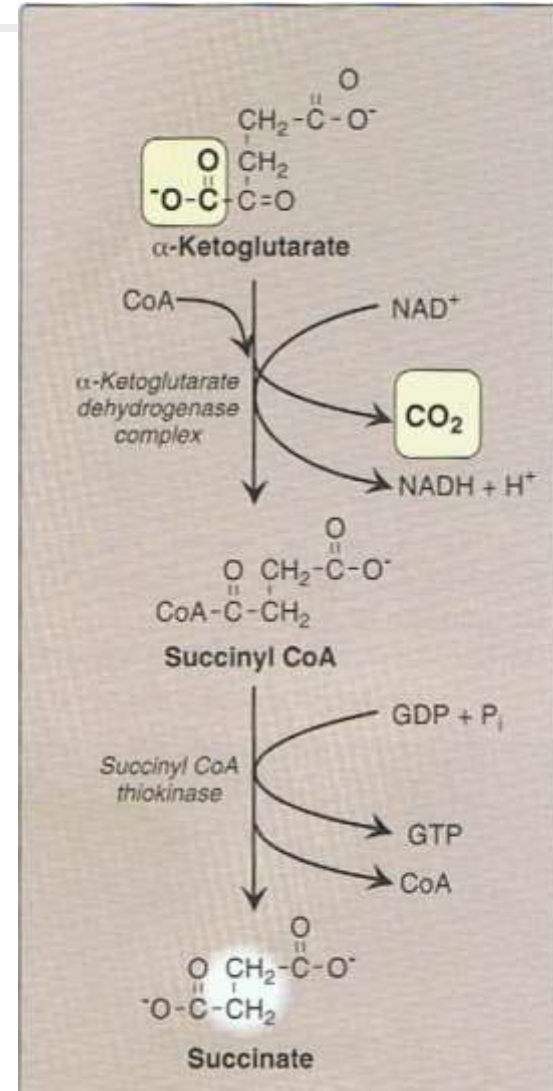 O
CH₂-C-O⁻
O CH₂
⁻O-C-C=O
α-Ketoglutarate
CoA
NAD⁺
α-Ketoglutarate
dehydrogenase
complex
CO₂
NADH + H⁺
O
O CH₂-C-O⁻
CoA-C-CH₂
Succinyl CoA
GDP + Pᵢ
Succinyl CoA
thiokinase
GTP
CoA
O
O CH₂-C-O⁻
⁻O-C-CH₂
Succinate